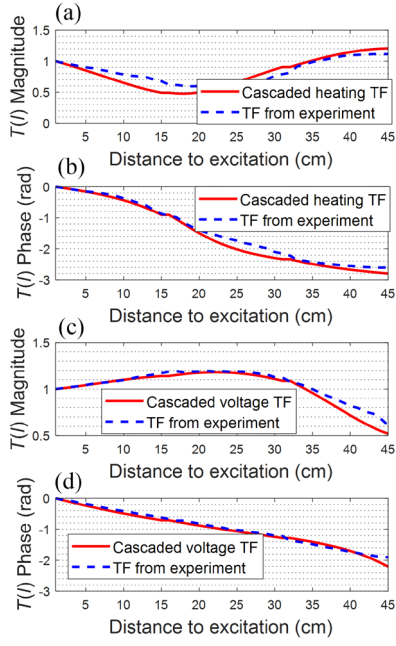 (a)
1.5
1
0.5
0
T(l) Magnitude
Cascaded heating TF
TF from experiment
5 10 15 20 25 30 35 40 45
Distance to excitation (cm)
(b)
0
-1
-2
-3
T(l) Phase (rad)
Cascaded heating TF
TF from experiment
5 10 15 20 25 30 35 40 45
Distance to excitation (cm)
(c)
1.5
1
0.5
T(l) Magnitude
Cascaded voltage TF
TF from experiment
5 10 15 20 25 30 35 40 45
Distance to excitation (cm)
(d)
0
-1
-2
-3
T(l) Phase (rad)
Cascaded voltage TF
TF from experiment
5 10 15 20 25 30 35 40 45
Distance to excitation (cm)